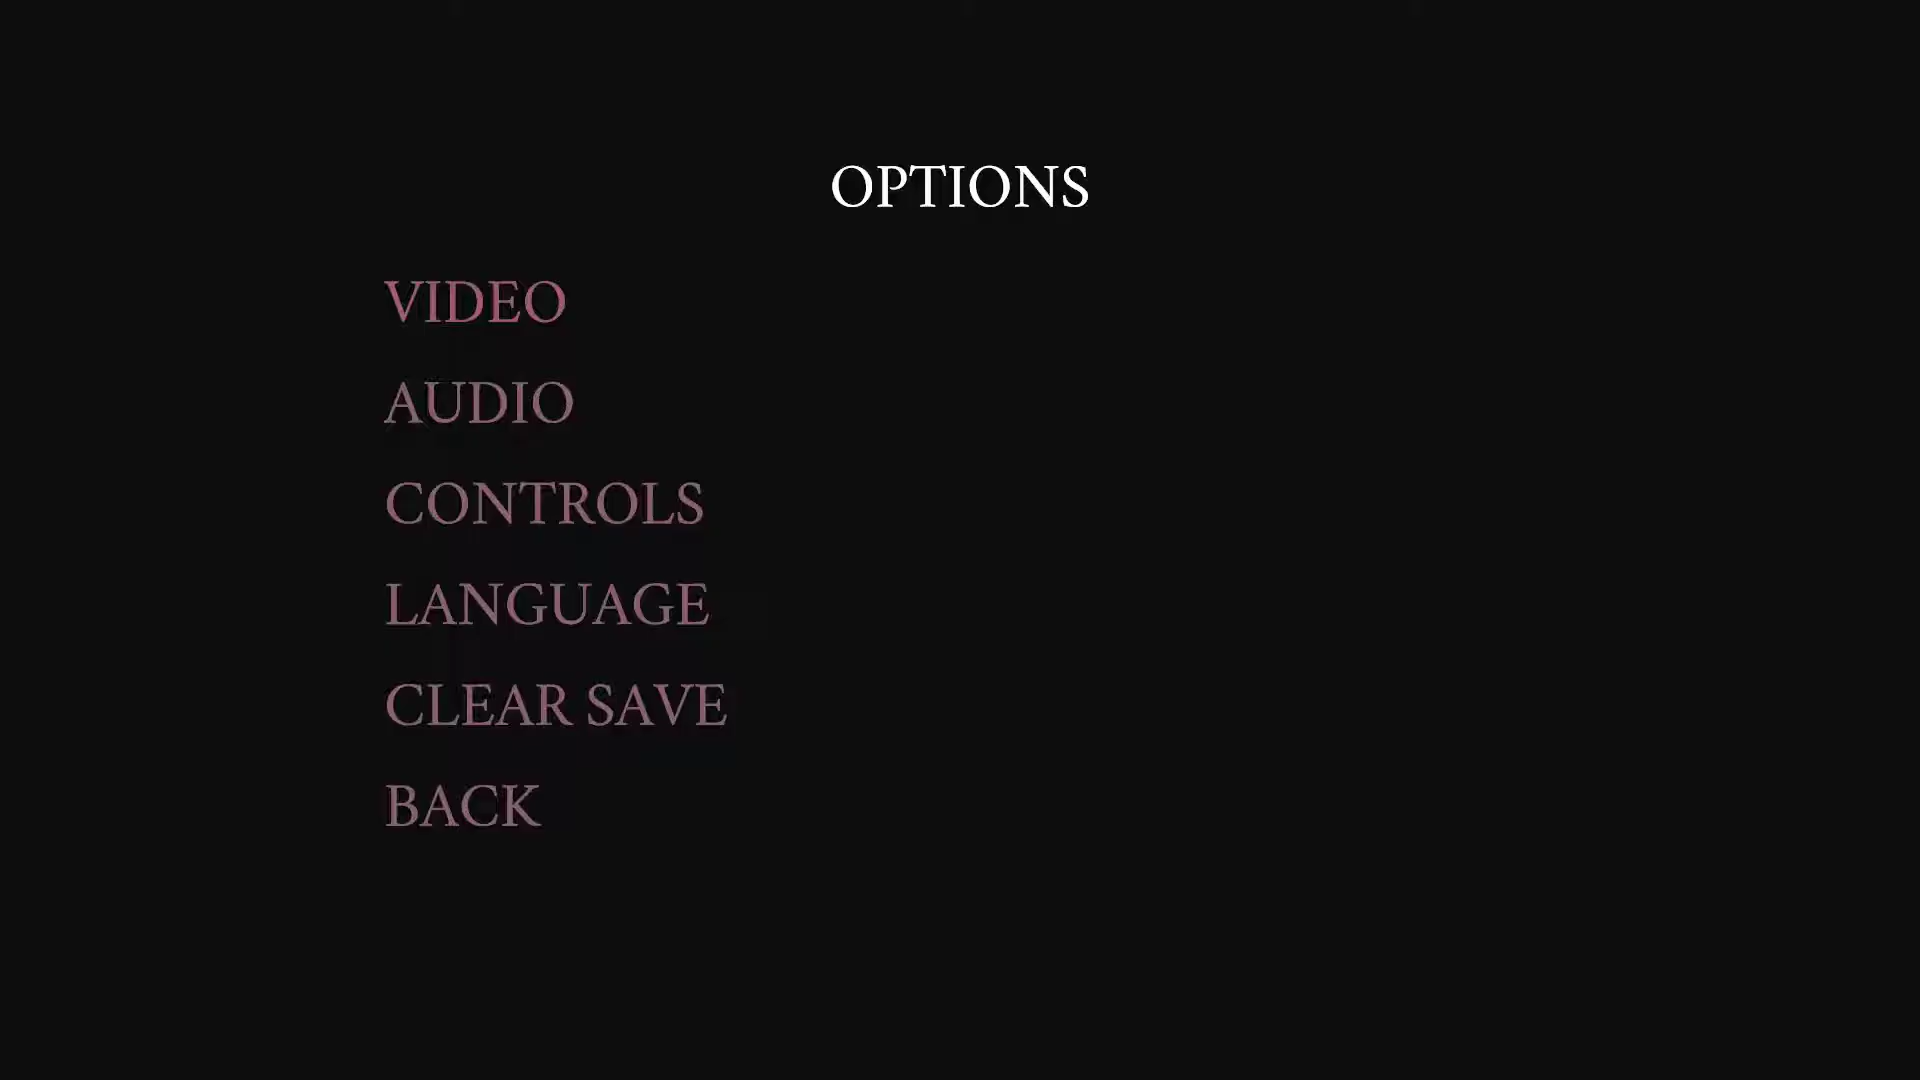 OPTIONS
VIDEO
AUDIO
CONTROLS
LANGUAGE
CLEAR SAVE
BACK